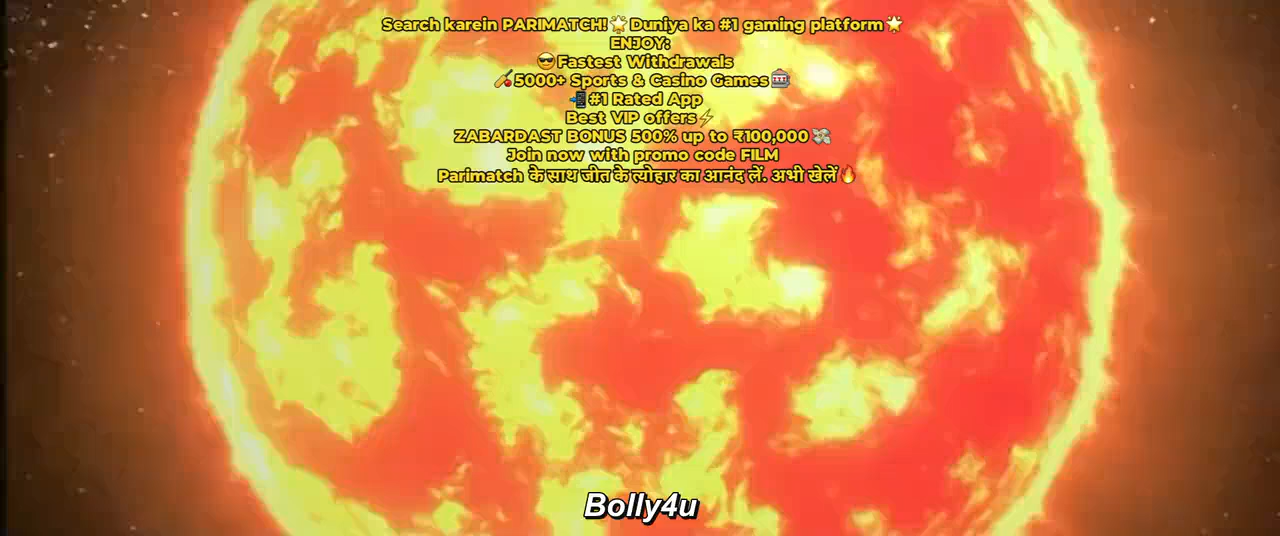 Search karein PARIMATCH!🌟Duniya ka #1 gaming platform🌟
ENJOY:
😎Fastest Withdrawals
🏏5000+ Sports & Casino Games🎰
📲#1 Rated App
Best VIP offers⚡
ZABARDAST BONUS 500% up to ₹100,000💸
Join now with promo code FILM
Parimatch के साथ जीत के त्योहार का आनंद लें. अभी खेलें🔥
Bolly4u